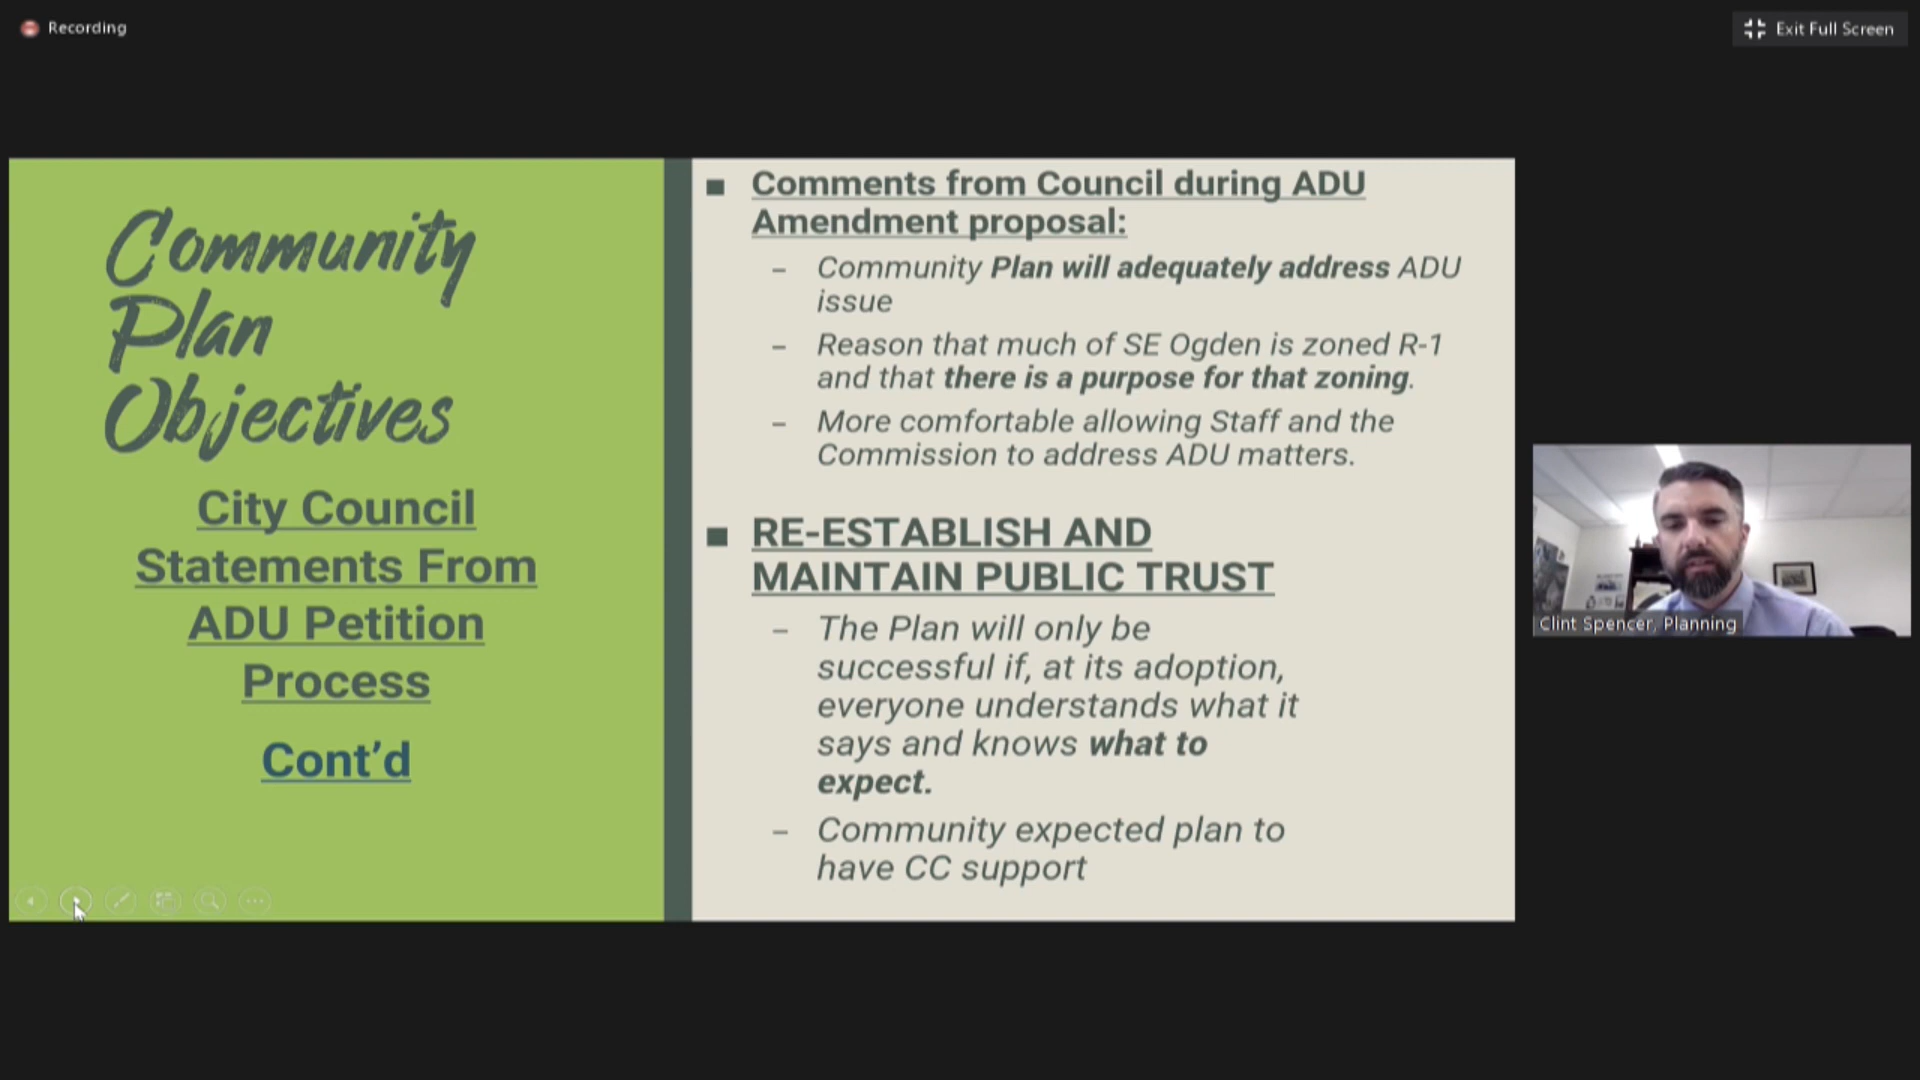 Recording
Exit Full Screen
Community
Plan
Objectives
City Council
Statements From
ADU Petition
Process
Cont’d
■ Comments from Council during ADU
Amendment proposal:
– Community Plan will adequately address ADU
issue
– Reason that much of SE Ogden is zoned R-1
and that there is a purpose for that zoning.
– More comfortable allowing Staff and the
Commission to address ADU matters.
■ RE-ESTABLISH AND
MAINTAIN PUBLIC TRUST
– The Plan will only be
successful if, at its adoption,
everyone understands what it
says and knows what to
expect.
– Community expected plan to
have CC support
Clint Spencer, Planning